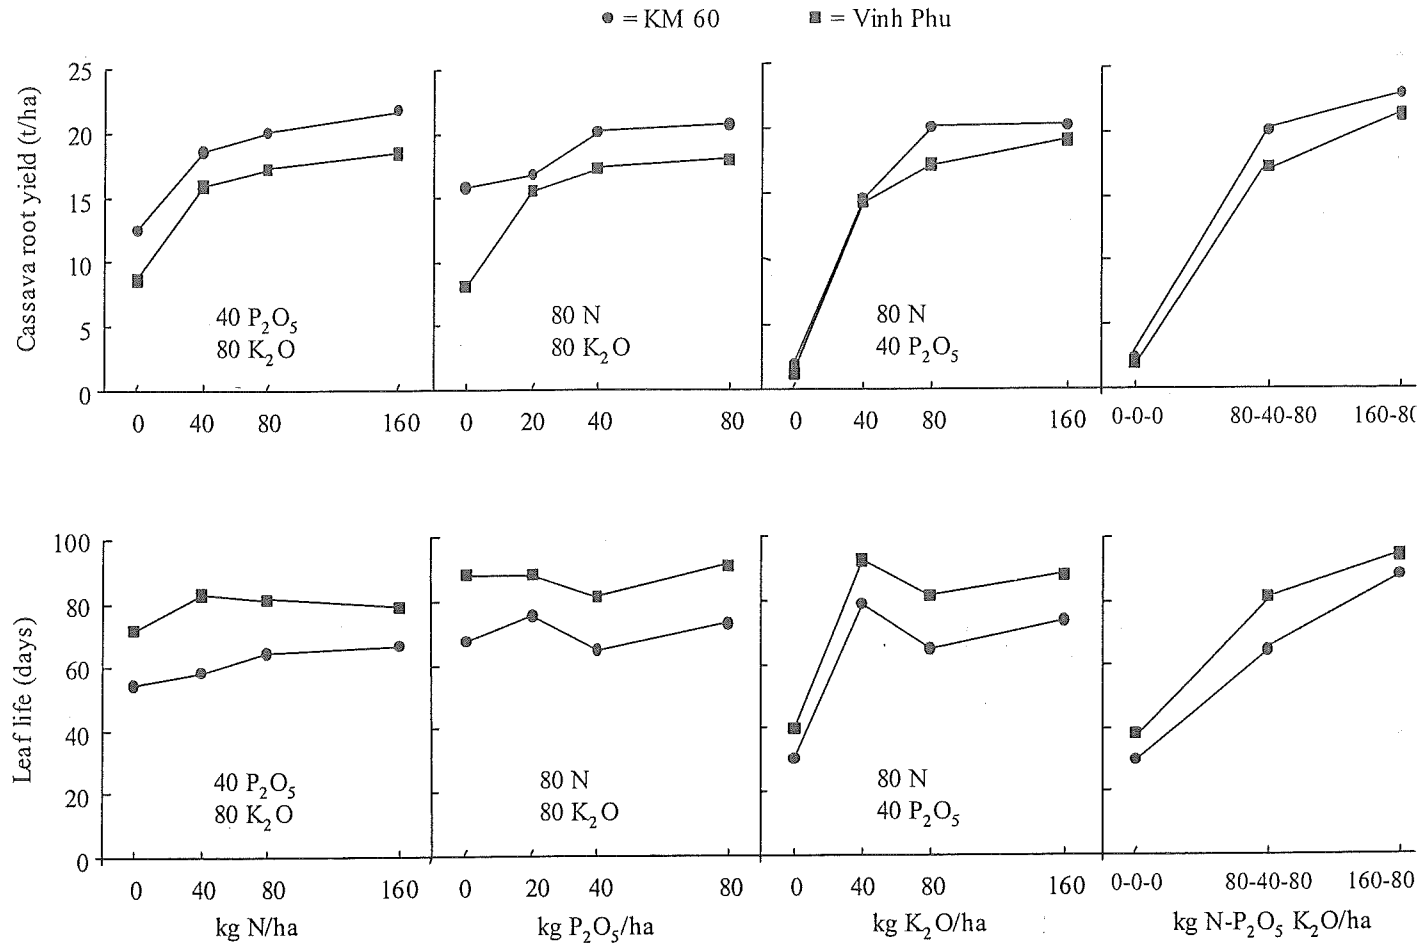 ● = KM 60 ■ = Vinh Phu
Cassava root yield (t/ha)
25
20
15
10
5
0
40 P₂O₅
80 K₂O
80 N
80 K₂O
80 N
40 P₂O₅
0 40 80 160
0 20 40 80
0 40 80 160
0-0-0 80-40-80 160-80
Leaf life (days)
100
80
60
40
20
0
40 P₂O₅
80 K₂O
80 N
80 K₂O
80 N
40 P₂O₅
0 40 80 160
0 20 40 80
0 40 80 160
0-0-0 80-40-80 160-80
kg N/ha
kg P₂O₅/ha
kg K₂O/ha
kg N-P₂O₅ K₂O/ha